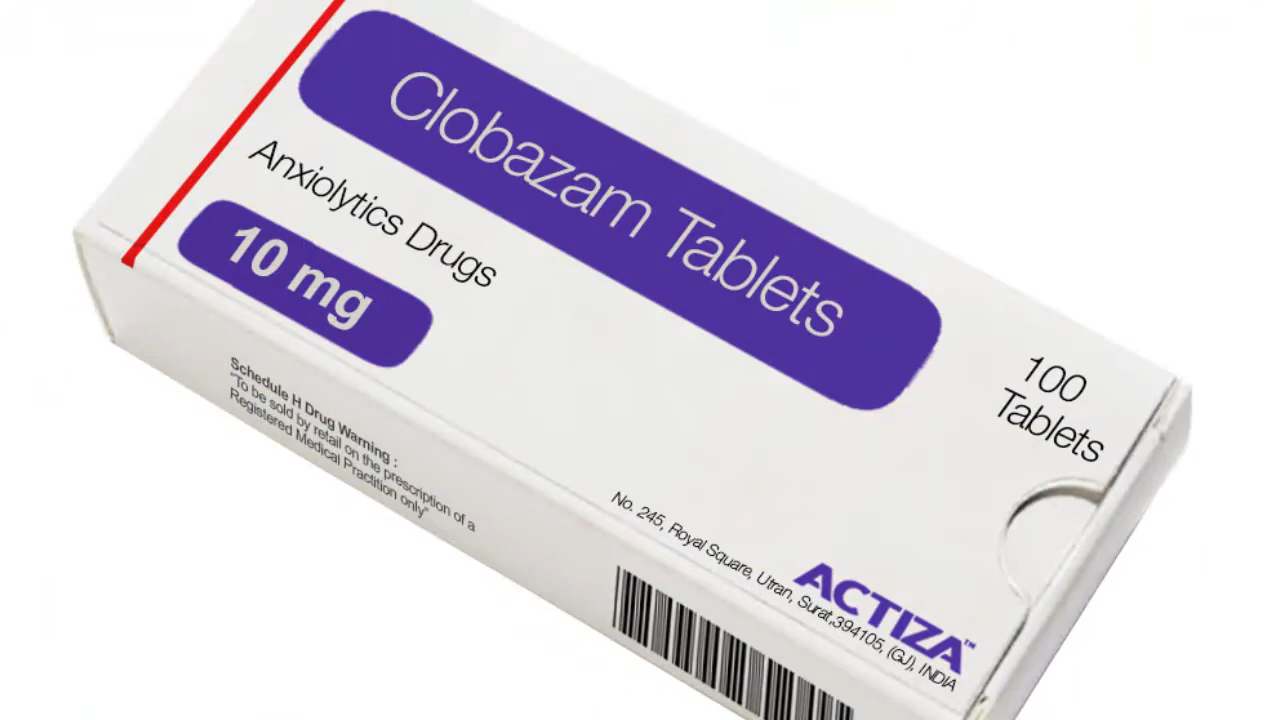 Clobazam Tablets
Anxiolytics Drugs
10 mg
100
Tablets
Schedule H Drug Warning :
"To be sold by retail on the prescription of a
Registered Medical Practition only"
ACTIZA™
No. 245, Royal Square, Utran, Surat,394105, (GJ), INDIA